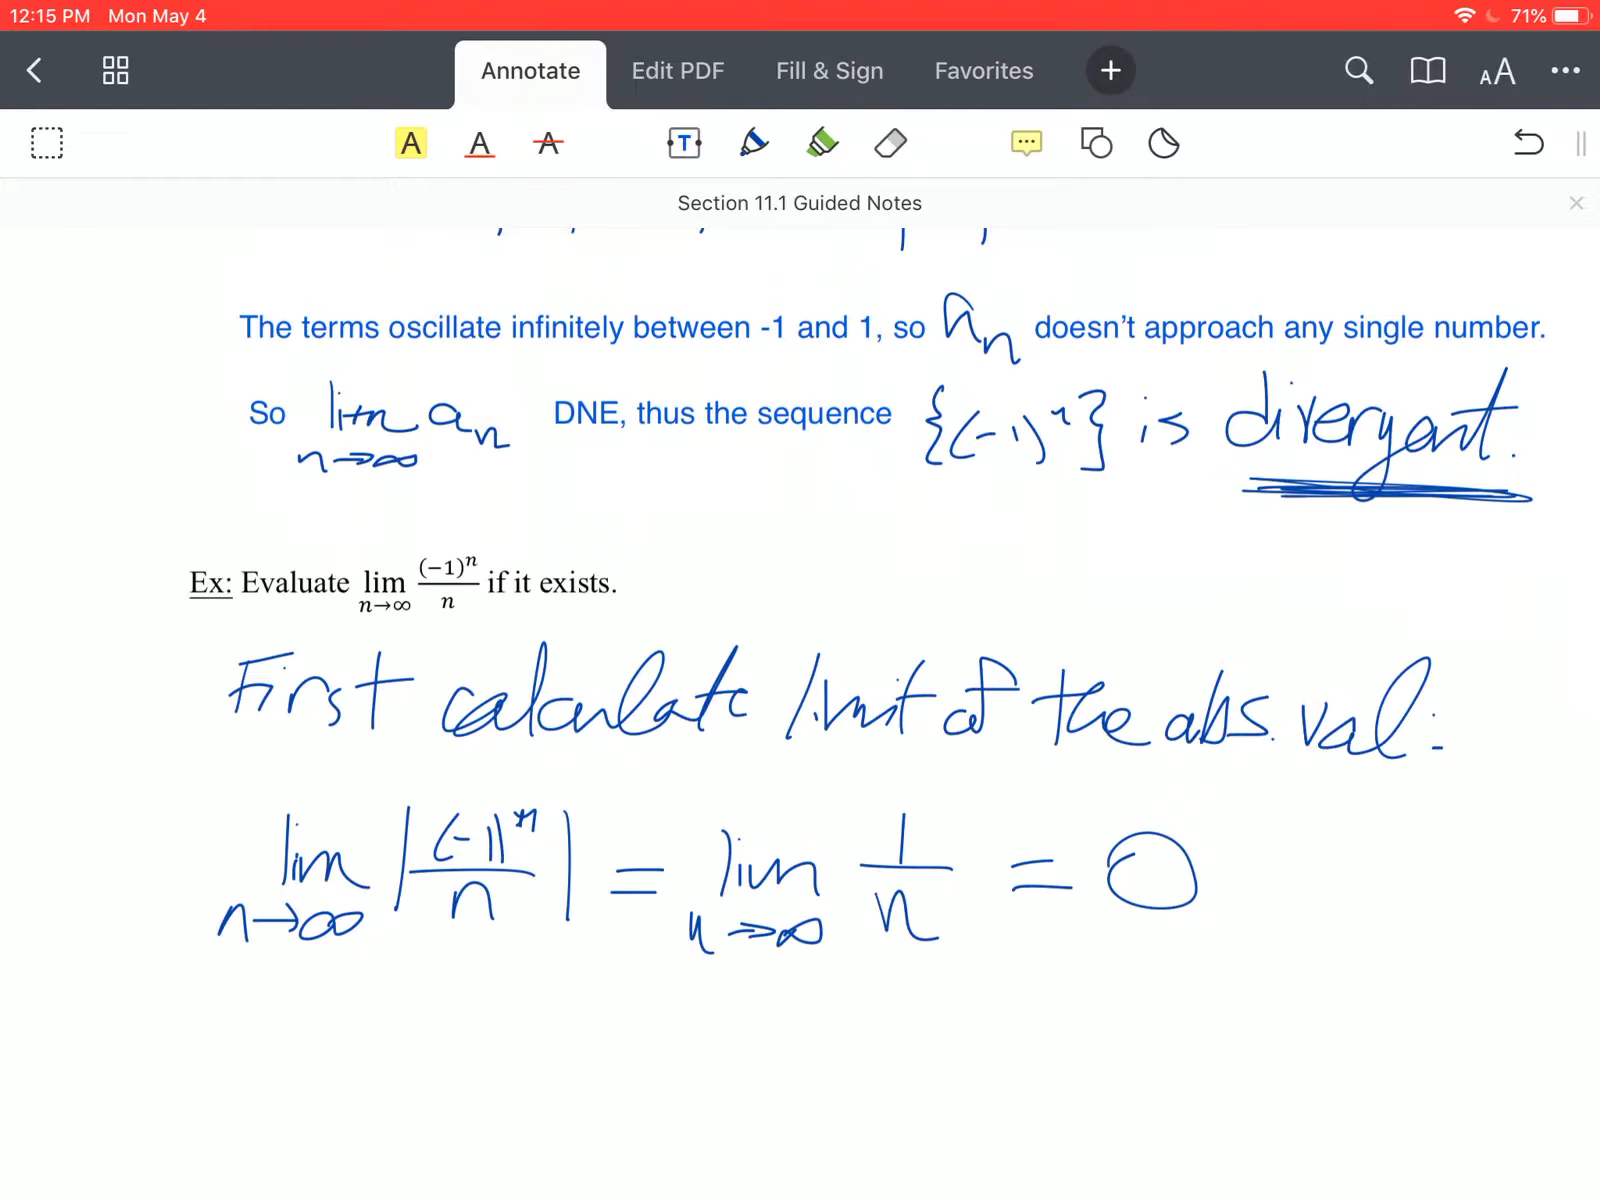 12:15 PM Mon May 4 71%
Annotate Edit PDF Fill & Sign Favorites + AA
A A A T
Section 11.1 Guided Notes
The terms oscillate infinitely between -1 and 1, so aₙ doesn't approach any single number.
So lim n→∞ aₙ DNE, thus the sequence {(-1)ⁿ} is divergent.
Ex: Evaluate lim n→∞ (−1)ⁿ/n if it exists.
First calculate limit of the abs. val:
lim n→∞ |(-1)ⁿ/n| = lim n→∞ 1/n = 0